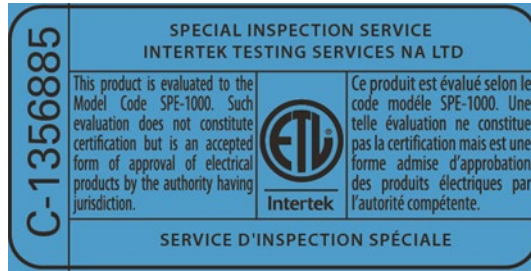 C-1356885
SPECIAL INSPECTION SERVICE
INTERTEK TESTING SERVICES NA LTD
This product is evaluated to the
Model Code SPE-1000. Such
evaluation does not constitute
certification but is an accepted
form of approval of electrical
products by the authority having
jurisdiction.
ETL
Intertek
Ce produit est évalué selon le
code modéle SPE-1000. Une
telle évaluation ne constitue
pas la certification mais est une
forme admise d'approbation
des produits électriques par
l'autorité compétente.
SERVICE D'INSPECTION SPÉCIALE